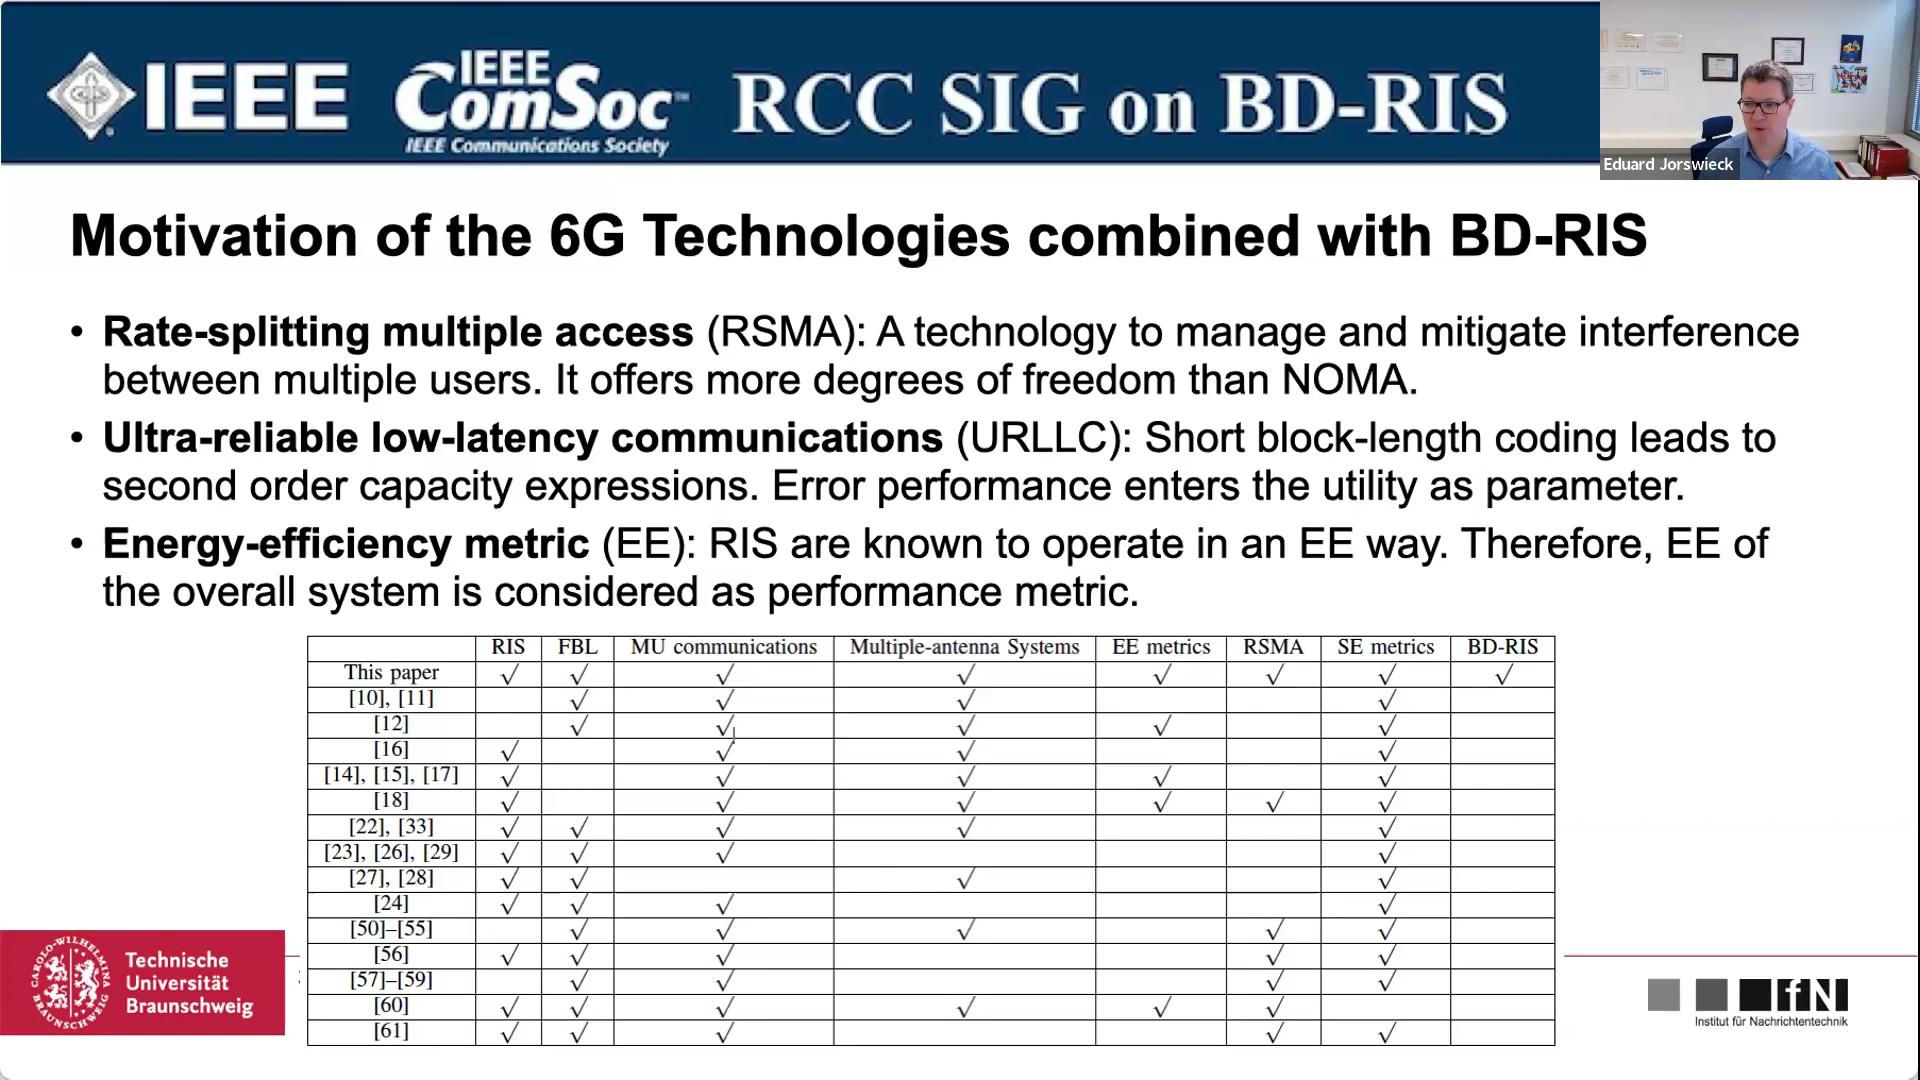 IEEE
IEEE
ComSoc™
IEEE Communications Society
RCC SIG on BD-RIS
Eduard Jorswieck
Motivation of the 6G Technologies combined with BD-RIS
• Rate-splitting multiple access (RSMA): A technology to manage and mitigate interference
between multiple users. It offers more degrees of freedom than NOMA.
• Ultra-reliable low-latency communications (URLLC): Short block-length coding leads to
second order capacity expressions. Error performance enters the utility as parameter.
• Energy-efficiency metric (EE): RIS are known to operate in an EE way. Therefore, EE of
the overall system is considered as performance metric.
RIS FBL MU communications Multiple-antenna Systems EE metrics RSMA SE metrics BD-RIS
This paper √ √ √ √ √ √ √ √
[10], [11] √ √ √ √
[12] √ √ √ √ √
[16] √ √ √ √
[14], [15], [17] √ √ √ √ √
[18] √ √ √ √ √ √
[22], [33] √ √ √ √ √
[23], [26], [29] √ √ √ √
[27], [28] √ √ √ √
[24] √ √ √ √
[50]–[55] √ √ √ √ √
[56] √ √ √ √ √
[57]–[59] √ √ √ √
[60] √ √ √ √ √ √
[61] √ √ √ √ √
CAROLO-WILHELMINA
BRAUNSCHWEIG
Technische
Universität
Braunschweig
IfN
Institut für Nachrichtentechnik